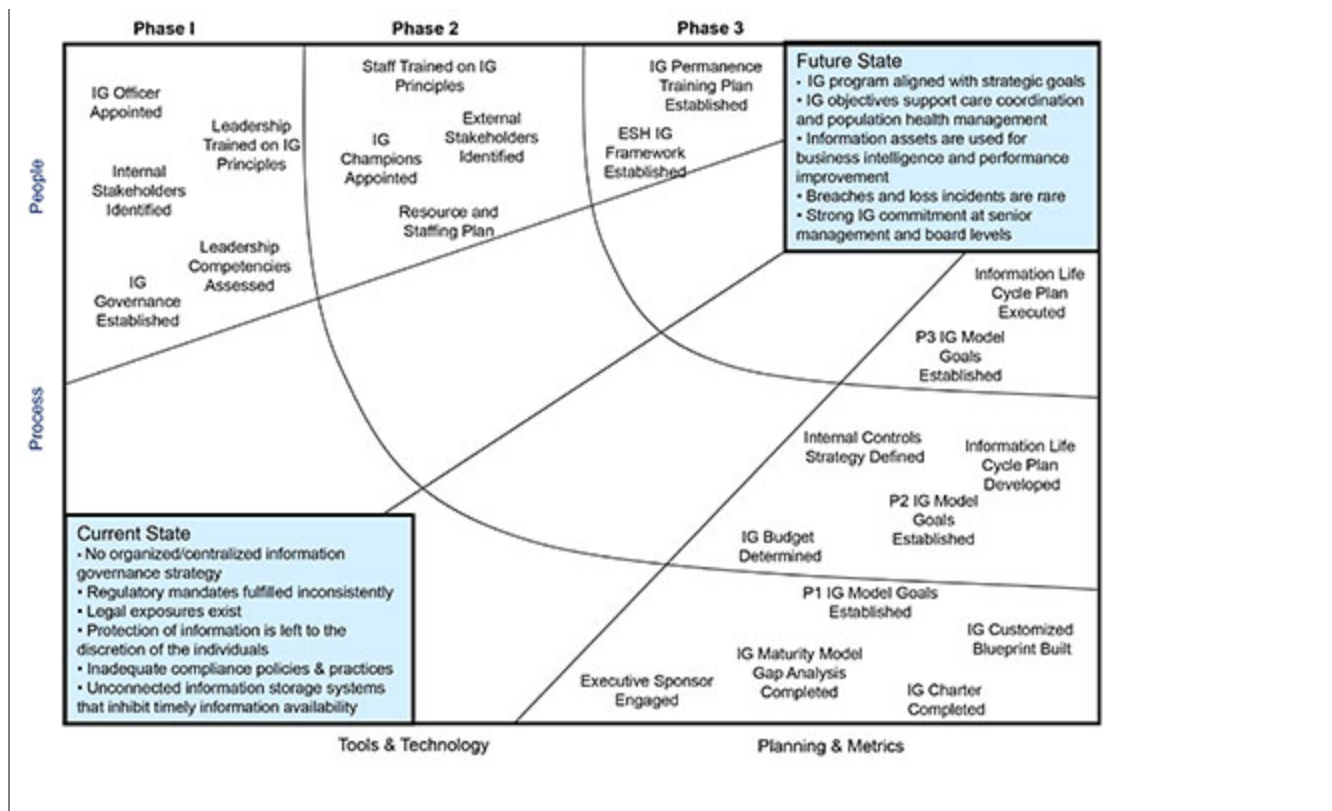 Phase I
Phase 2
Phase 3
People
Process
IG Officer
Appointed
Leadership
Trained on IG
Principles
Internal
Stakeholders
Identified
Leadership
Competencies
Assessed
IG
Governance
Established
Staff Trained on IG
Principles
External
Stakeholders
Identified
IG
Champions
Appointed
Resource and
Staffing Plan
IG Permanence
Training Plan
Established
ESH IG
Framework
Established
Future State
• IG program aligned with strategic goals
• IG objectives support care coordination
and population health management
• Information assets are used for
business intelligence and performance
improvement
• Breaches and loss incidents are rare
• Strong IG commitment at senior
management and board levels
Information Life
Cycle Plan
Executed
P3 IG Model
Goals
Established
Internal Controls
Strategy Defined
Information Life
Cycle Plan
Developed
P2 IG Model
Goals
Established
IG Budget
Determined
P1 IG Model Goals
Established
IG Customized
Blueprint Built
IG Maturity Model
Gap Analysis
Completed
Executive Sponsor
Engaged
IG Charter
Completed
Current State
• No organized/centralized information
governance strategy
• Regulatory mandates fulfilled inconsistently
• Legal exposures exist
• Protection of information is left to the
discretion of the individuals
• Inadequate compliance policies & practices
• Unconnected information storage systems
that inhibit timely information availability
Tools & Technology
Planning & Metrics